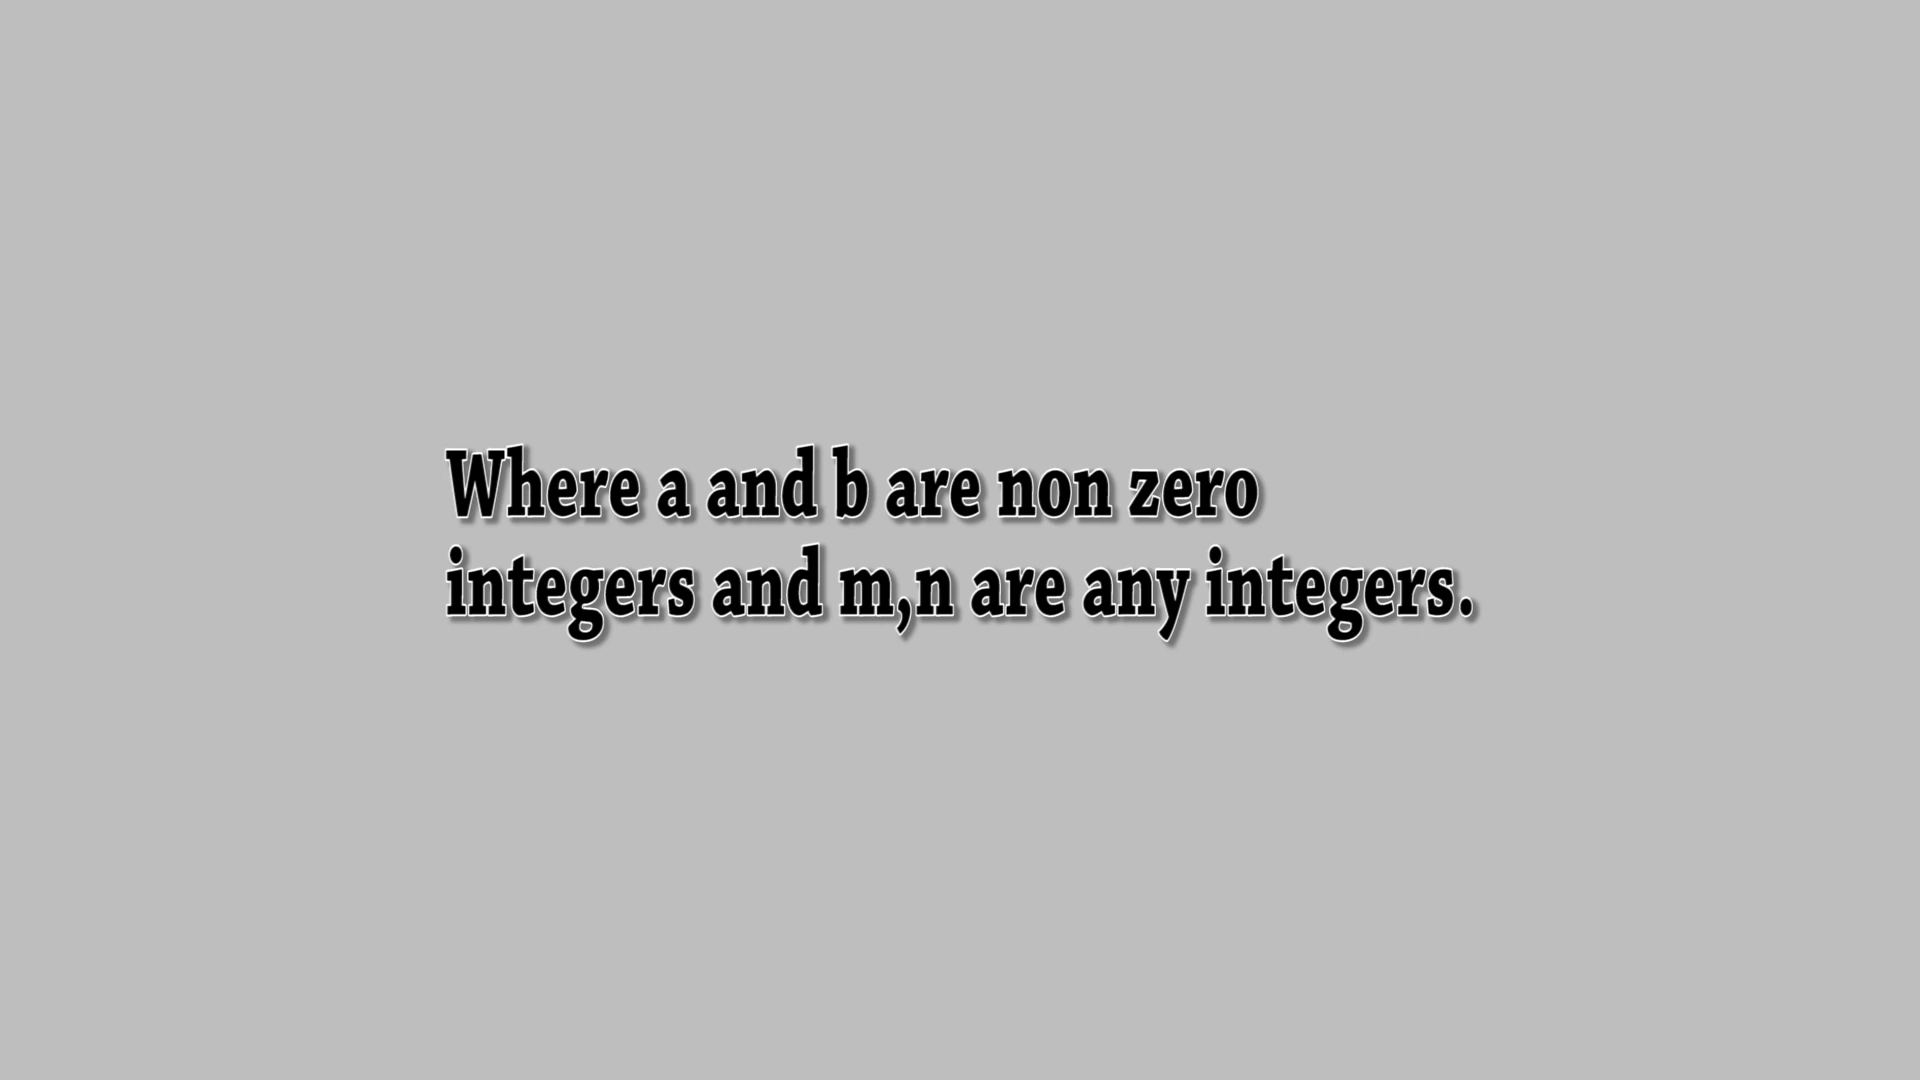 Where a and b are non zero
integers and m,n are any integers.